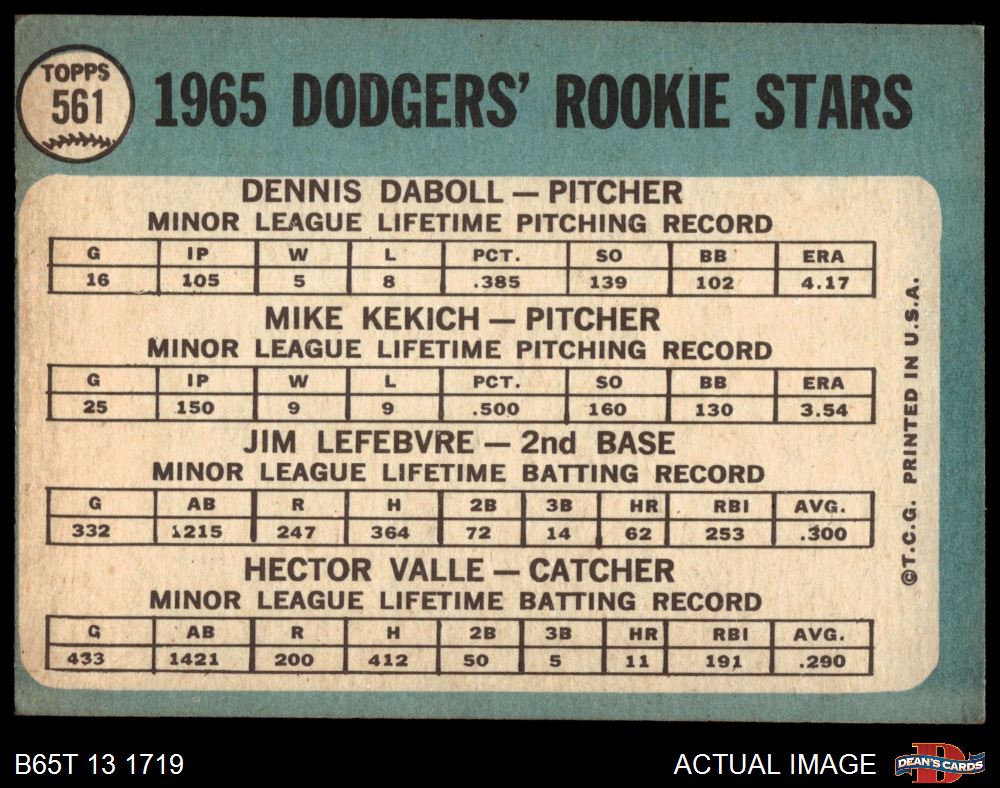 TOPPS
561
1965 DODGERS' ROOKIE STARS
DENNIS DABOLL — PITCHER
MINOR LEAGUE LIFETIME PITCHING RECORD
G IP W L PCT. SO BB ERA
16 105 5 8 .385 139 102 4.17
MIKE KEKICH — PITCHER
MINOR LEAGUE LIFETIME PITCHING RECORD
G IP W L PCT. SO BB ERA
25 150 9 9 .500 160 130 3.54
JIM LEFEBVRE — 2nd BASE
MINOR LEAGUE LIFETIME BATTING RECORD
G AB R H 2B 3B HR RBI AVG.
332 1215 247 364 72 14 62 253 .300
HECTOR VALLE — CATCHER
MINOR LEAGUE LIFETIME BATTING RECORD
G AB R H 2B 3B HR RBI AVG.
433 1421 200 412 50 5 11 191 .290
©T.C.G. PRINTED IN U.S.A.
B65T 13 1719
ACTUAL IMAGE
D
DEAN'S CARDS